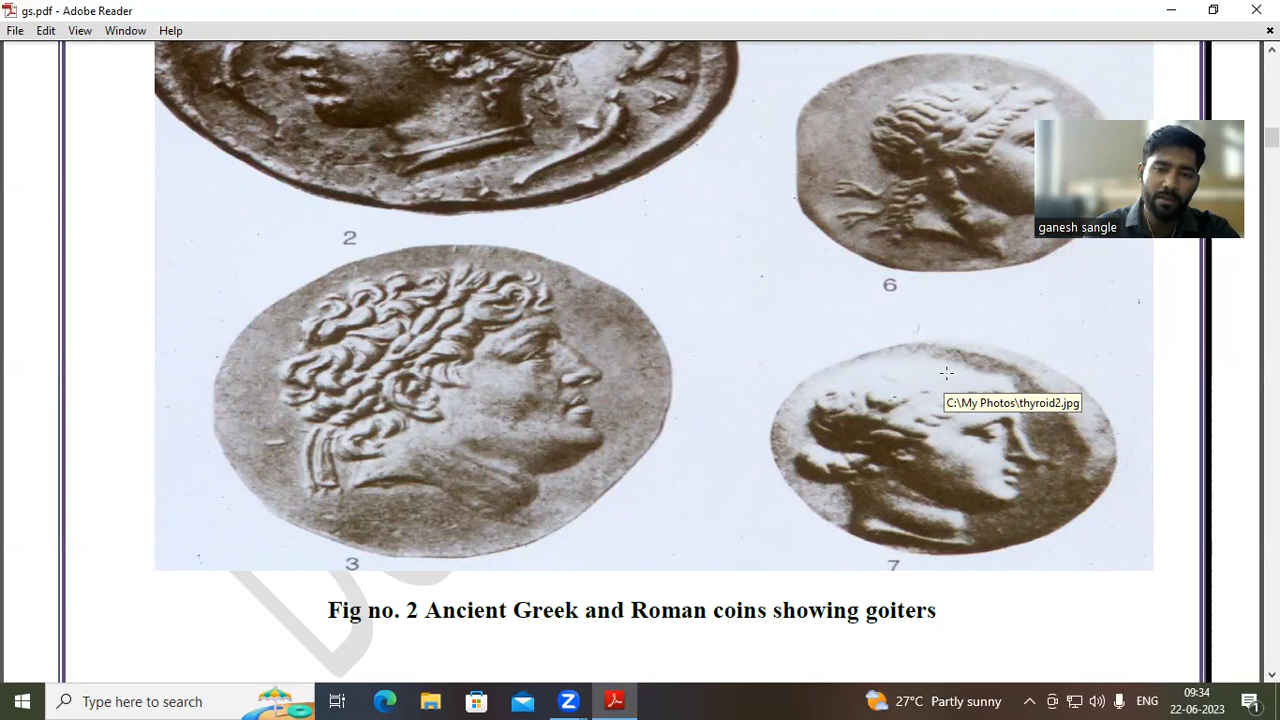 gs.pdf - Adobe Reader
File Edit View Window Help
2
6
ganesh sangle
C:\My Photos\thyroid2.jpg
3
7
Fig no. 2 Ancient Greek and Roman coins showing goiters
Type here to search
27°C Partly sunny
ENG
09:34
22-06-2023
1